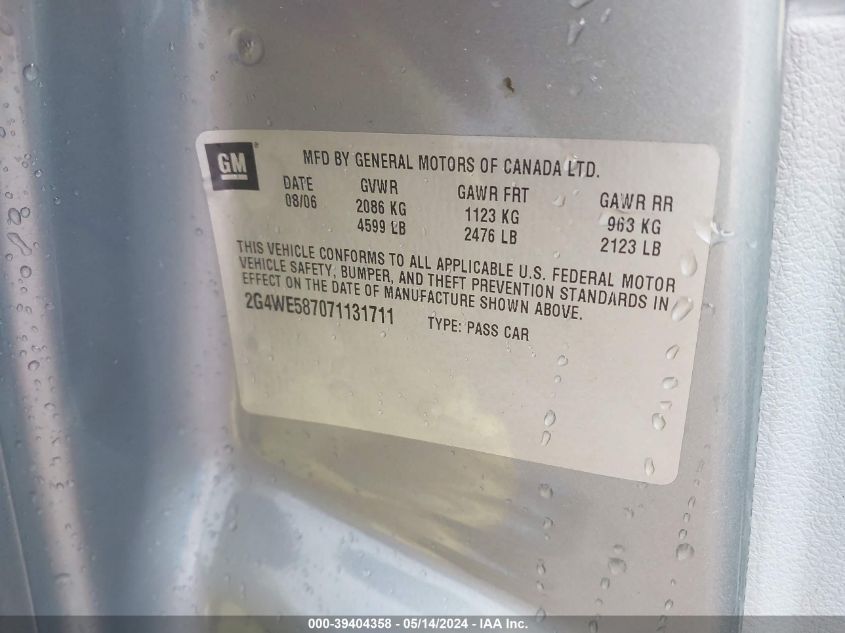 GM
MFD BY GENERAL MOTORS OF CANADA LTD.
DATE GVWR GAWR FRT GAWR RR
08/06 2086 KG 1123 KG 963 KG
4599 LB 2476 LB 2123 LB
THIS VEHICLE CONFORMS TO ALL APPLICABLE U.S. FEDERAL MOTOR
VEHICLE SAFETY, BUMPER, AND THEFT PREVENTION STANDARDS IN
EFFECT ON THE DATE OF MANUFACTURE SHOWN ABOVE.
2G4WE587071131711 TYPE: PASS CAR
000-39404358 - 05/14/2024 - IAA Inc.